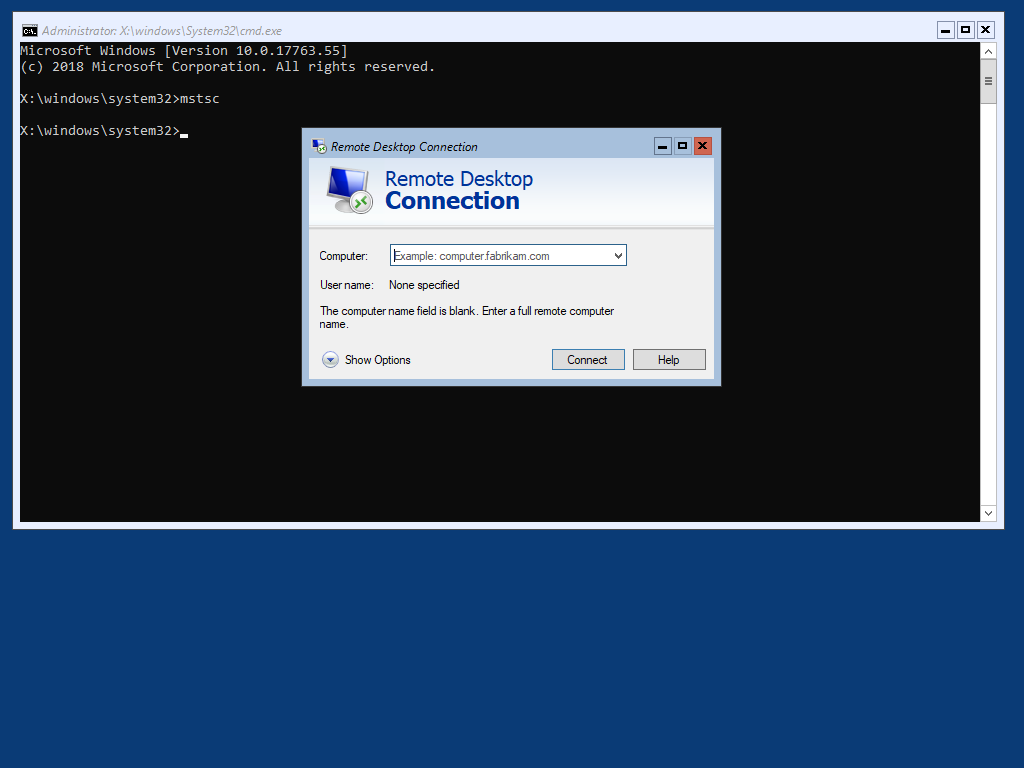 Administrator: X:\windows\System32\cmd.exe
Microsoft Windows [Version 10.0.17763.55]
(c) 2018 Microsoft Corporation. All rights reserved.
X:\windows\system32>mstsc
X:\windows\system32>
Remote Desktop Connection
Remote Desktop
Connection
Computer: Example: computer.fabrikam.com
User name: None specified
The computer name field is blank. Enter a full remote computer
name.
Show Options Connect Help